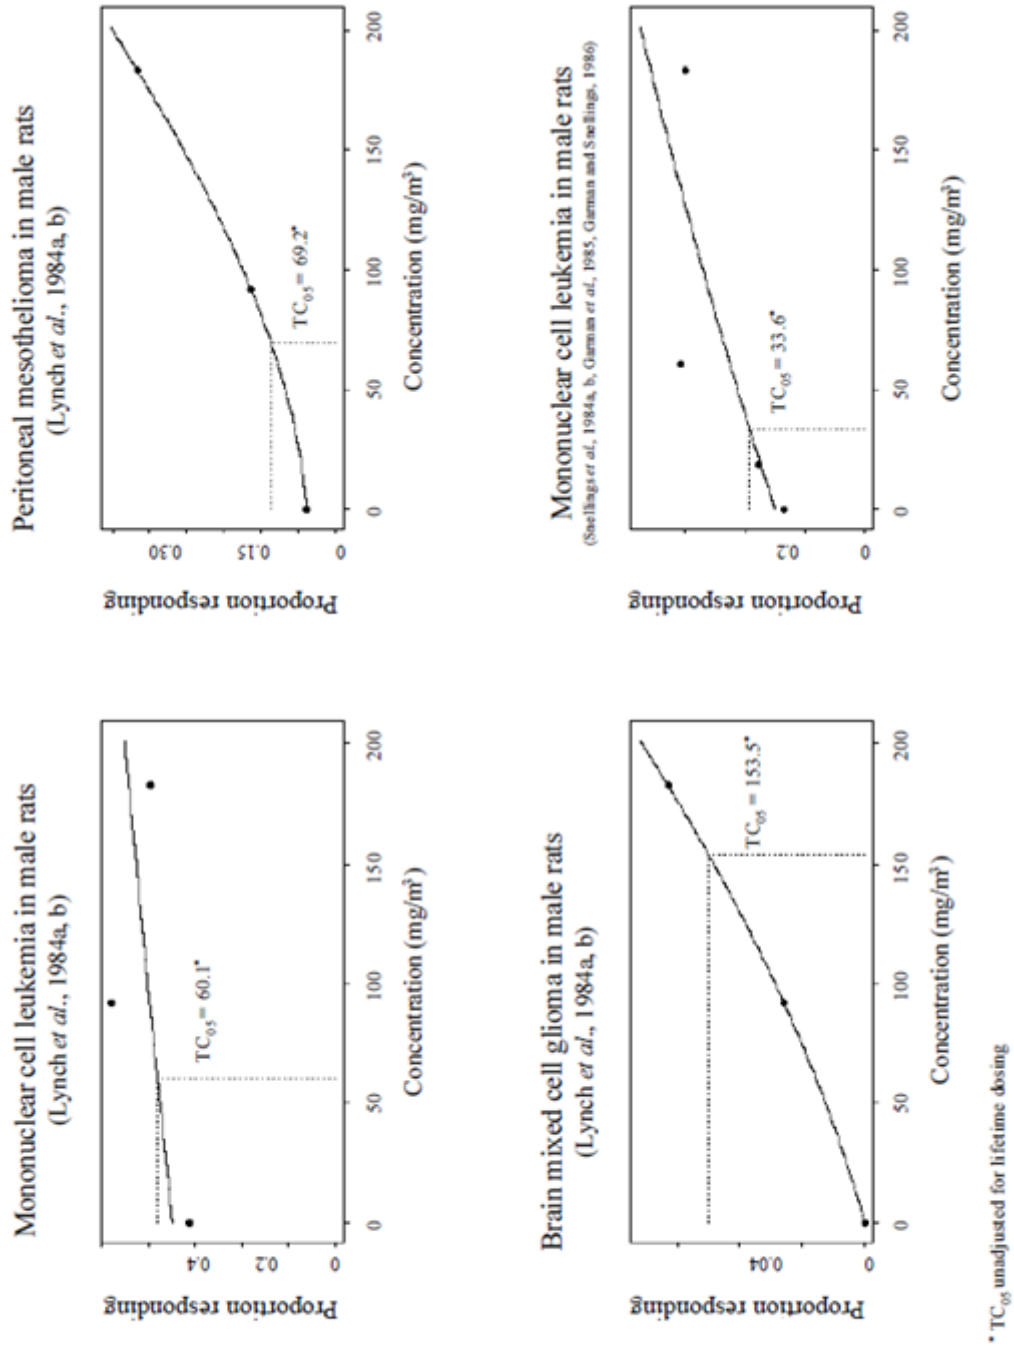 Mononuclear cell leukemia in male rats
(Lynch et al., 1984a, b)
Proportion responding
0.4
0.2
0
TC₀₅ = 60.1*
0 50 100 150 200
Concentration (mg/m³)
Peritoneal mesothelioma in male rats
(Lynch et al., 1984a, b)
Proportion responding
0.30
0.15
0
TC₀₅ = 69.2*
0 50 100 150 200
Concentration (mg/m³)
Brain mixed cell glioma in male rats
(Lynch et al., 1984a, b)
Proportion responding
0.04
0
TC₀₅ = 153.5*
0 50 100 150 200
Concentration (mg/m³)
Mononuclear cell leukemia in male rats
(Snellings et al., 1984a, b, Garman et al., 1985, Garman and Snellings, 1986)
Proportion responding
0.2
0
TC₀₅ = 33.6*
0 50 100 150 200
Concentration (mg/m³)
* TC₀₅ unadjusted for lifetime dosing